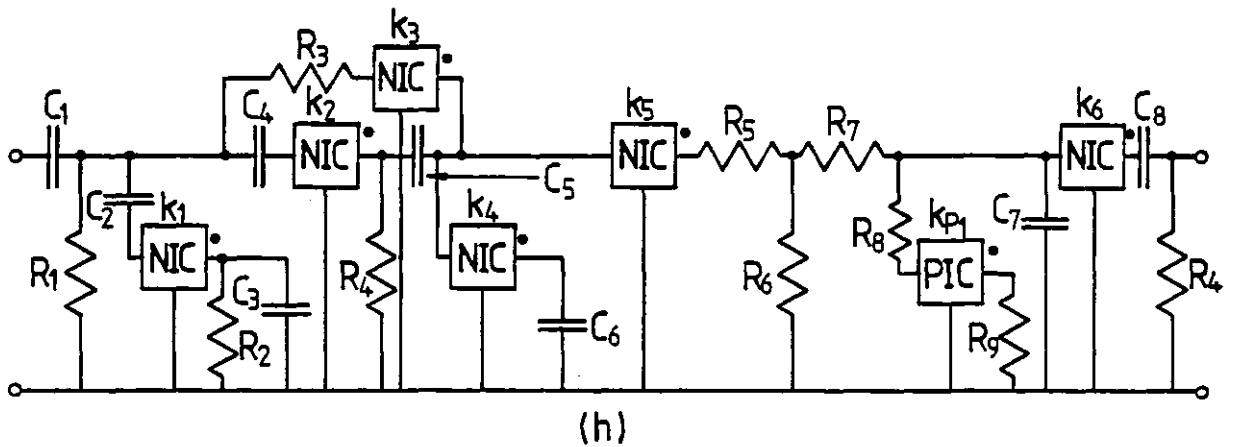 k3
R3
NIC
C1
C4
k2
NIC
k5
NIC
R5
R7
k6
NIC
C8
C2
k1
NIC
C5
k4
NIC
R1
C3
R2
R4
C6
R6
R8
kp1
PIC
C7
R9
R4
(h)